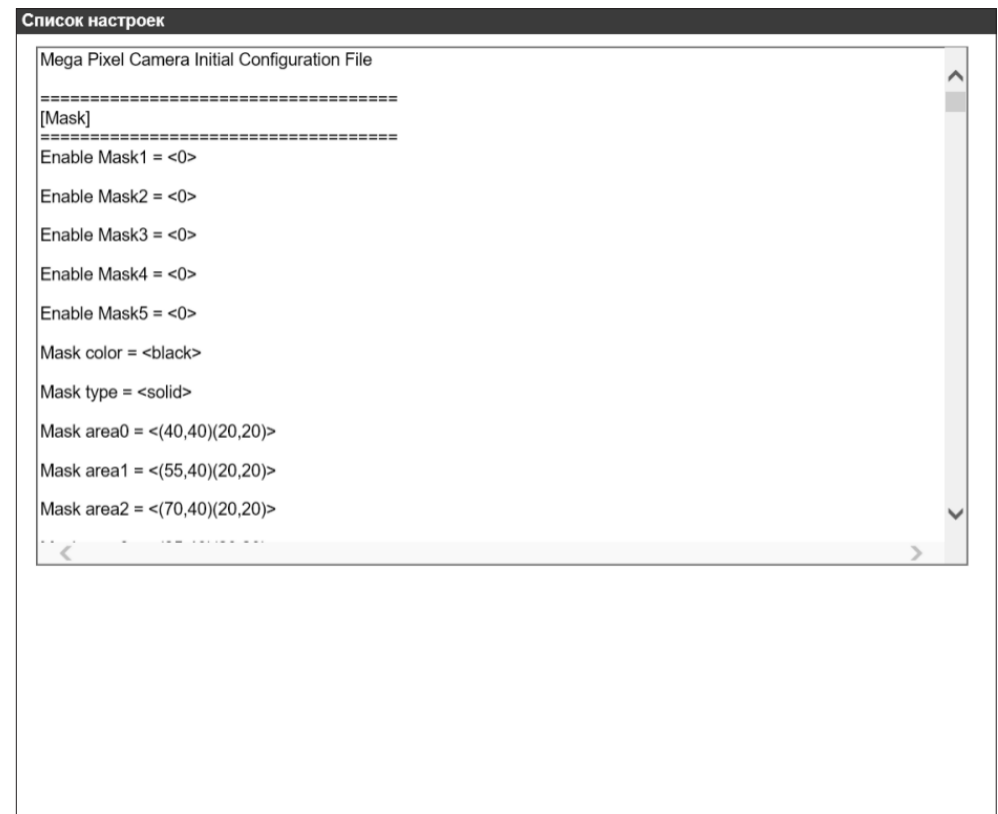 Список настроек
Mega Pixel Camera Initial Configuration File
====================================
[Mask]
====================================
Enable Mask1 = <0>
Enable Mask2 = <0>
Enable Mask3 = <0>
Enable Mask4 = <0>
Enable Mask5 = <0>
Mask color = <black>
Mask type = <solid>
Mask area0 = <(40,40)(20,20)>
Mask area1 = <(55,40)(20,20)>
Mask area2 = <(70,40)(20,20)>